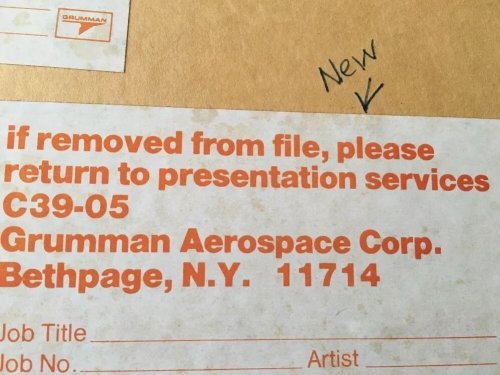 GRUMMAN
New
if removed from file, please
return to presentation services
C39-05
Grumman Aerospace Corp.
Bethpage, N.Y. 11714
Job Title
Job No. Artist